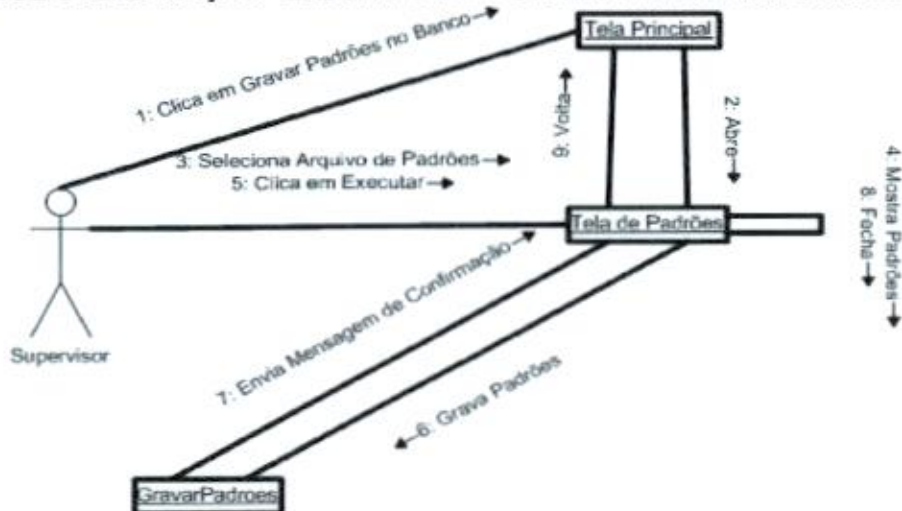 Tela Principal
1: Clica em Gravar Padrões no Banco
9: Volta
2: Abre
3: Seleciona Arquivo de Padrões
5: Clica em Executar
4: Mostra Padrões
8: Fecha
Tela de Padrões
Supervisor
7: Envia Mensagem de Confirmação
6: Grava Padrões
GravarPadroes